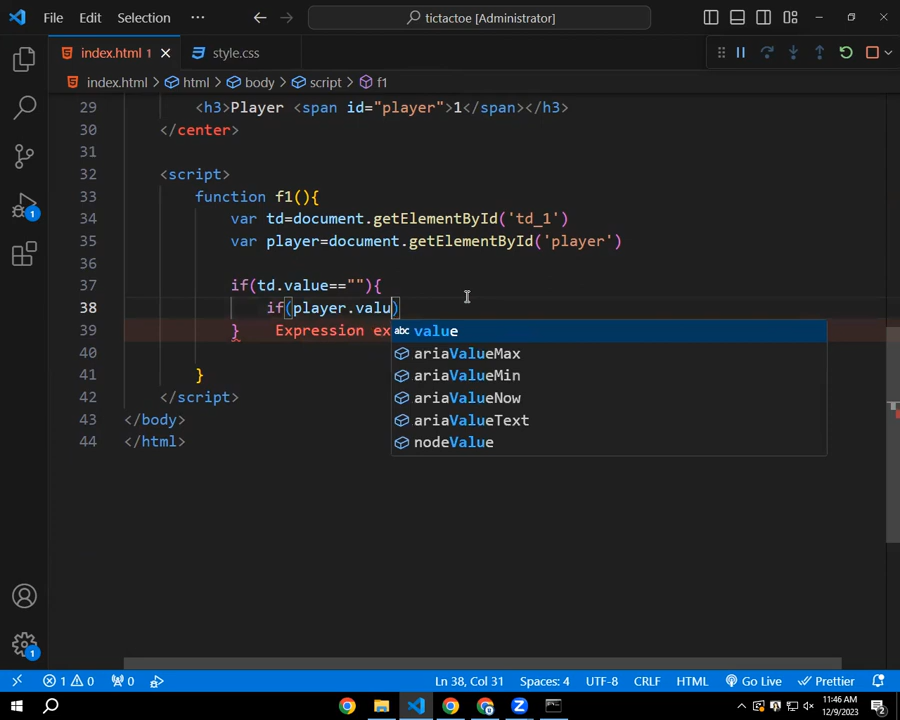 File Edit Selection ··· tictactoe [Administrator]
index.html 1 style.css
index.html > html > body > script > f1
29 <h3>Player <span id="player">1</span></h3>
30 </center>
31
32 <script>
33 function f1(){
34 var td=document.getElementById('td_1')
35 var player=document.getElementById('player')
36
37 if(td.value==""){
38 if(player.valu)
39 } Expression ex
abc value
ariaValueMax
ariaValueMin
ariaValueNow
ariaValueText
nodeValue
40
41 }
42 </script>
43 </body>
44 </html>
1
1
1 0 0 Ln 38, Col 31 Spaces: 4 UTF-8 CRLF HTML Go Live Prettier
11:46 AM
12/9/2023
2